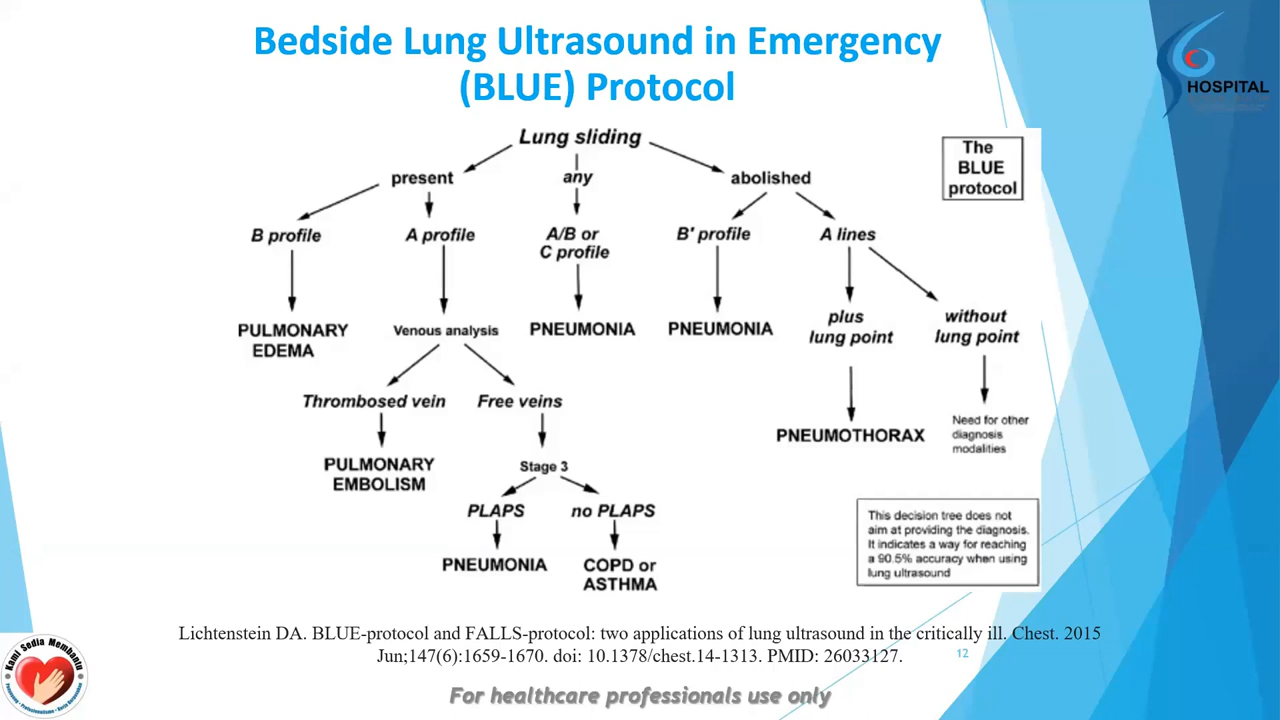 Bedside Lung Ultrasound in Emergency
(BLUE) Protocol
HOSPITAL
Lung sliding
The
BLUE
protocol
present
any
abolished
B profile
A profile
A/B or
C profile
B' profile
A lines
PULMONARY
EDEMA
Venous analysis
PNEUMONIA
PNEUMONIA
plus
lung point
without
lung point
Thrombosed vein
Free veins
PNEUMOTHORAX
Need for other
diagnosis
modalities
PULMONARY
EMBOLISM
Stage 3
PLAPS
no PLAPS
PNEUMONIA
COPD or
ASTHMA
This decision tree does not
aim at providing the diagnosis.
It indicates a way for reaching
a 90.5% accuracy when using
lung ultrasound
Lichtenstein DA. BLUE-protocol and FALLS-protocol: two applications of lung ultrasound in the critically ill. Chest. 2015
Jun;147(6):1659-1670. doi: 10.1378/chest.14-1313. PMID: 26033127.
12
Kami Sedia Membantu
For healthcare professionals use only